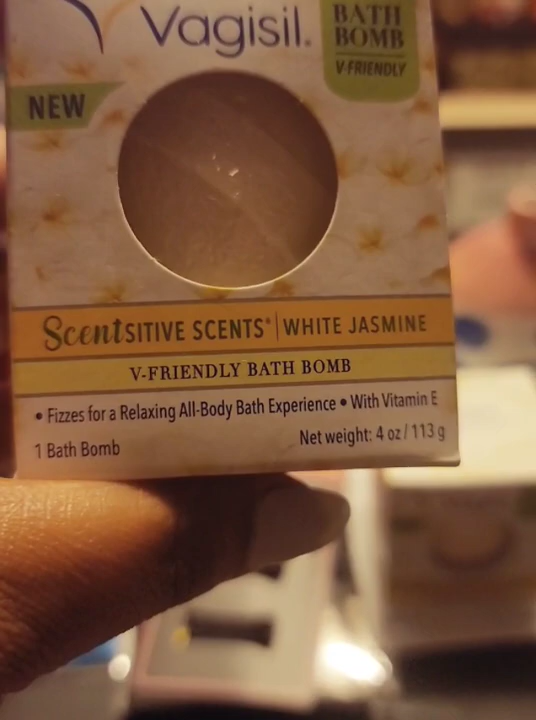 Vagisil.
BATH
BOMB
V-FRIENDLY
NEW
ScentSITIVE SCENTS® | WHITE JASMINE
V-FRIENDLY BATH BOMB
• Fizzes for a Relaxing All-Body Bath Experience • With Vitamin E
1 Bath Bomb
Net weight: 4 oz / 113 g